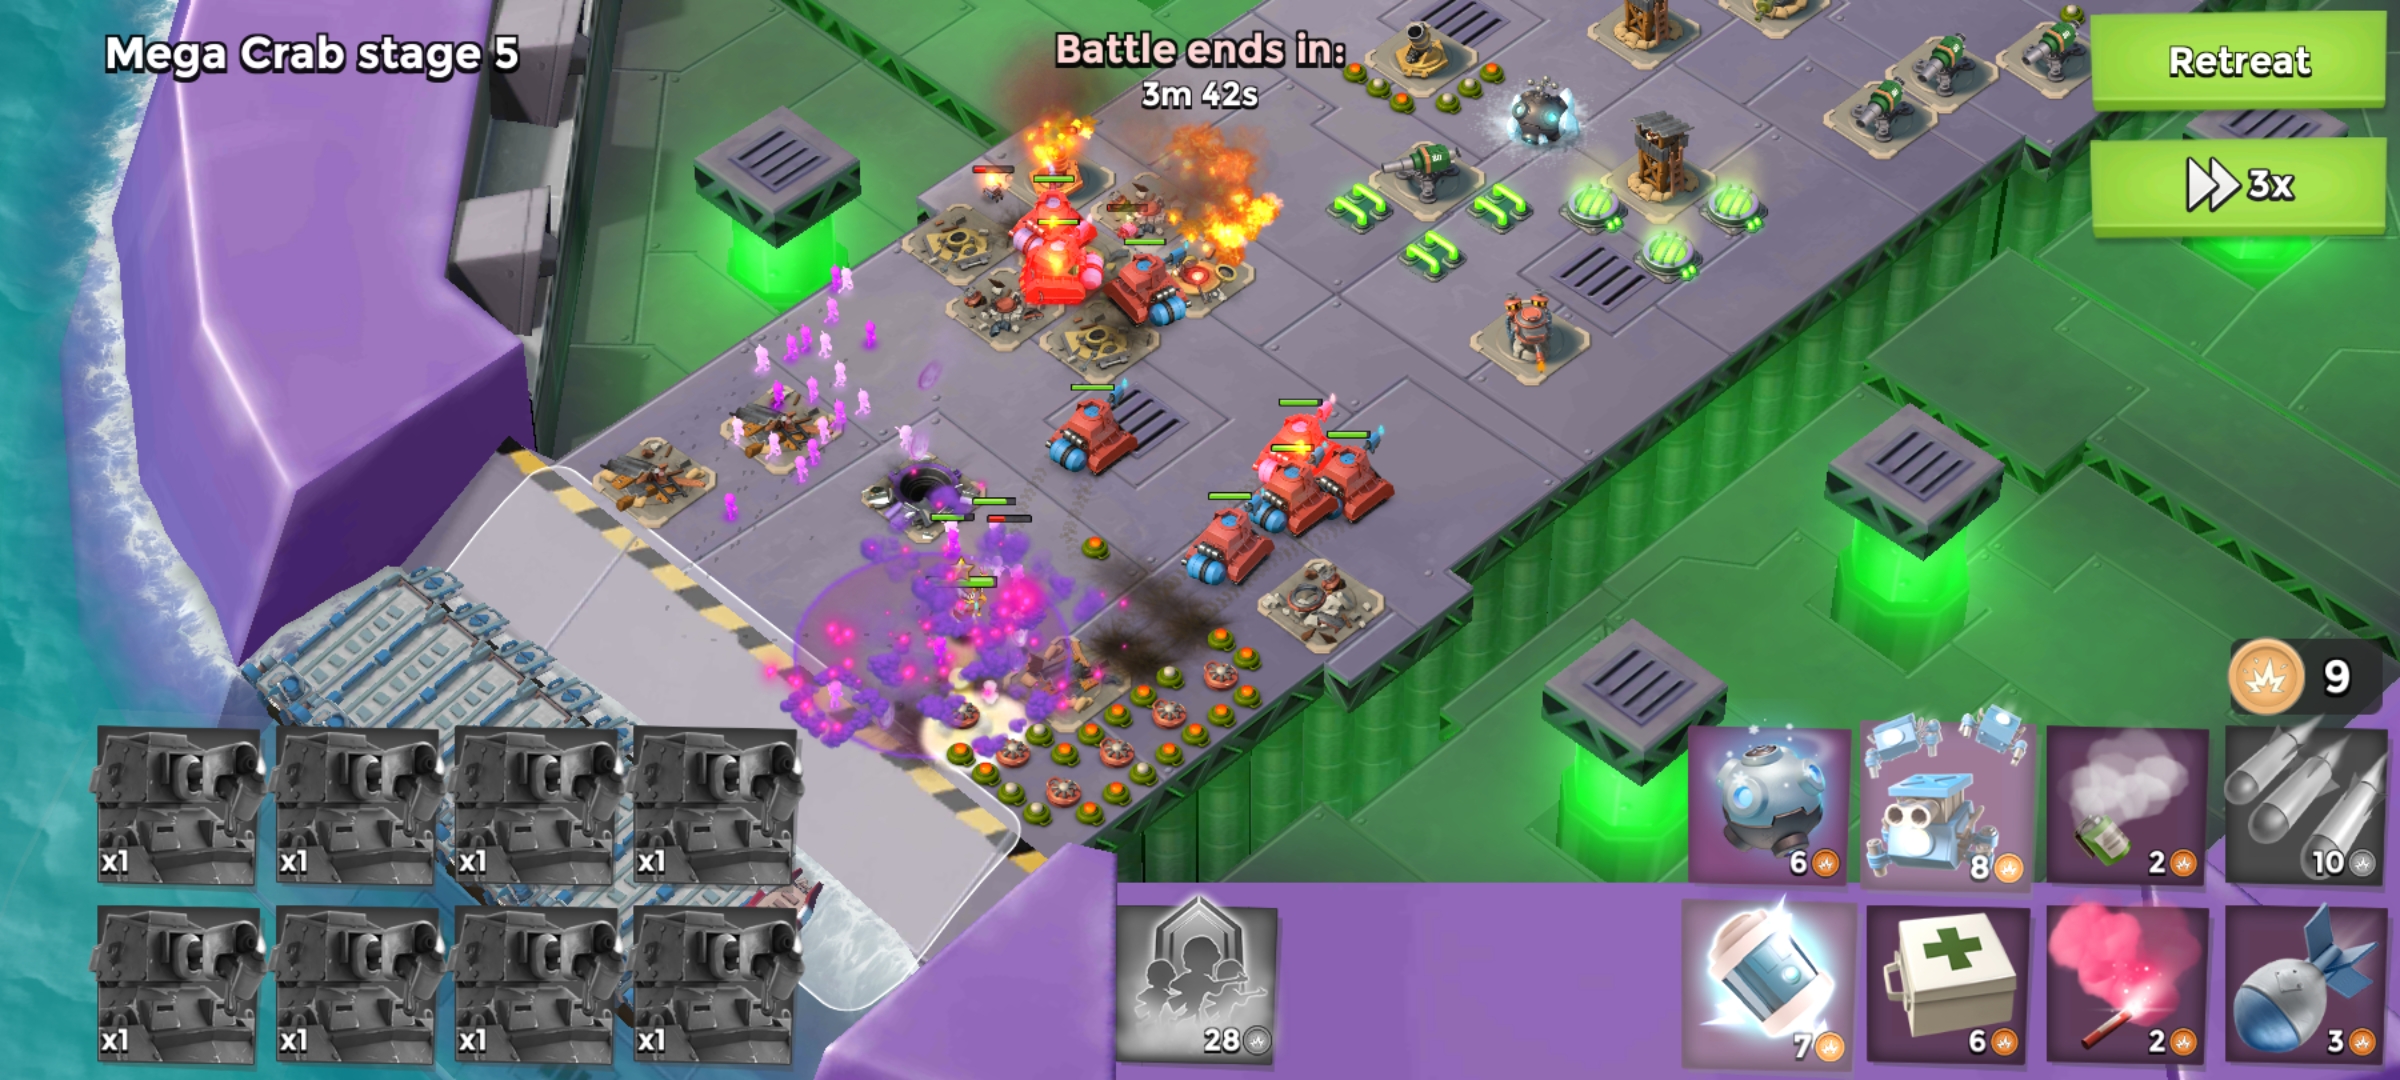 Mega Crab stage 5
Battle ends in:
3m 42s
Retreat
3x
9
6
8
2
10
x1
x1
x1
x1
7
6
2
3
28
x1
x1
x1
x1